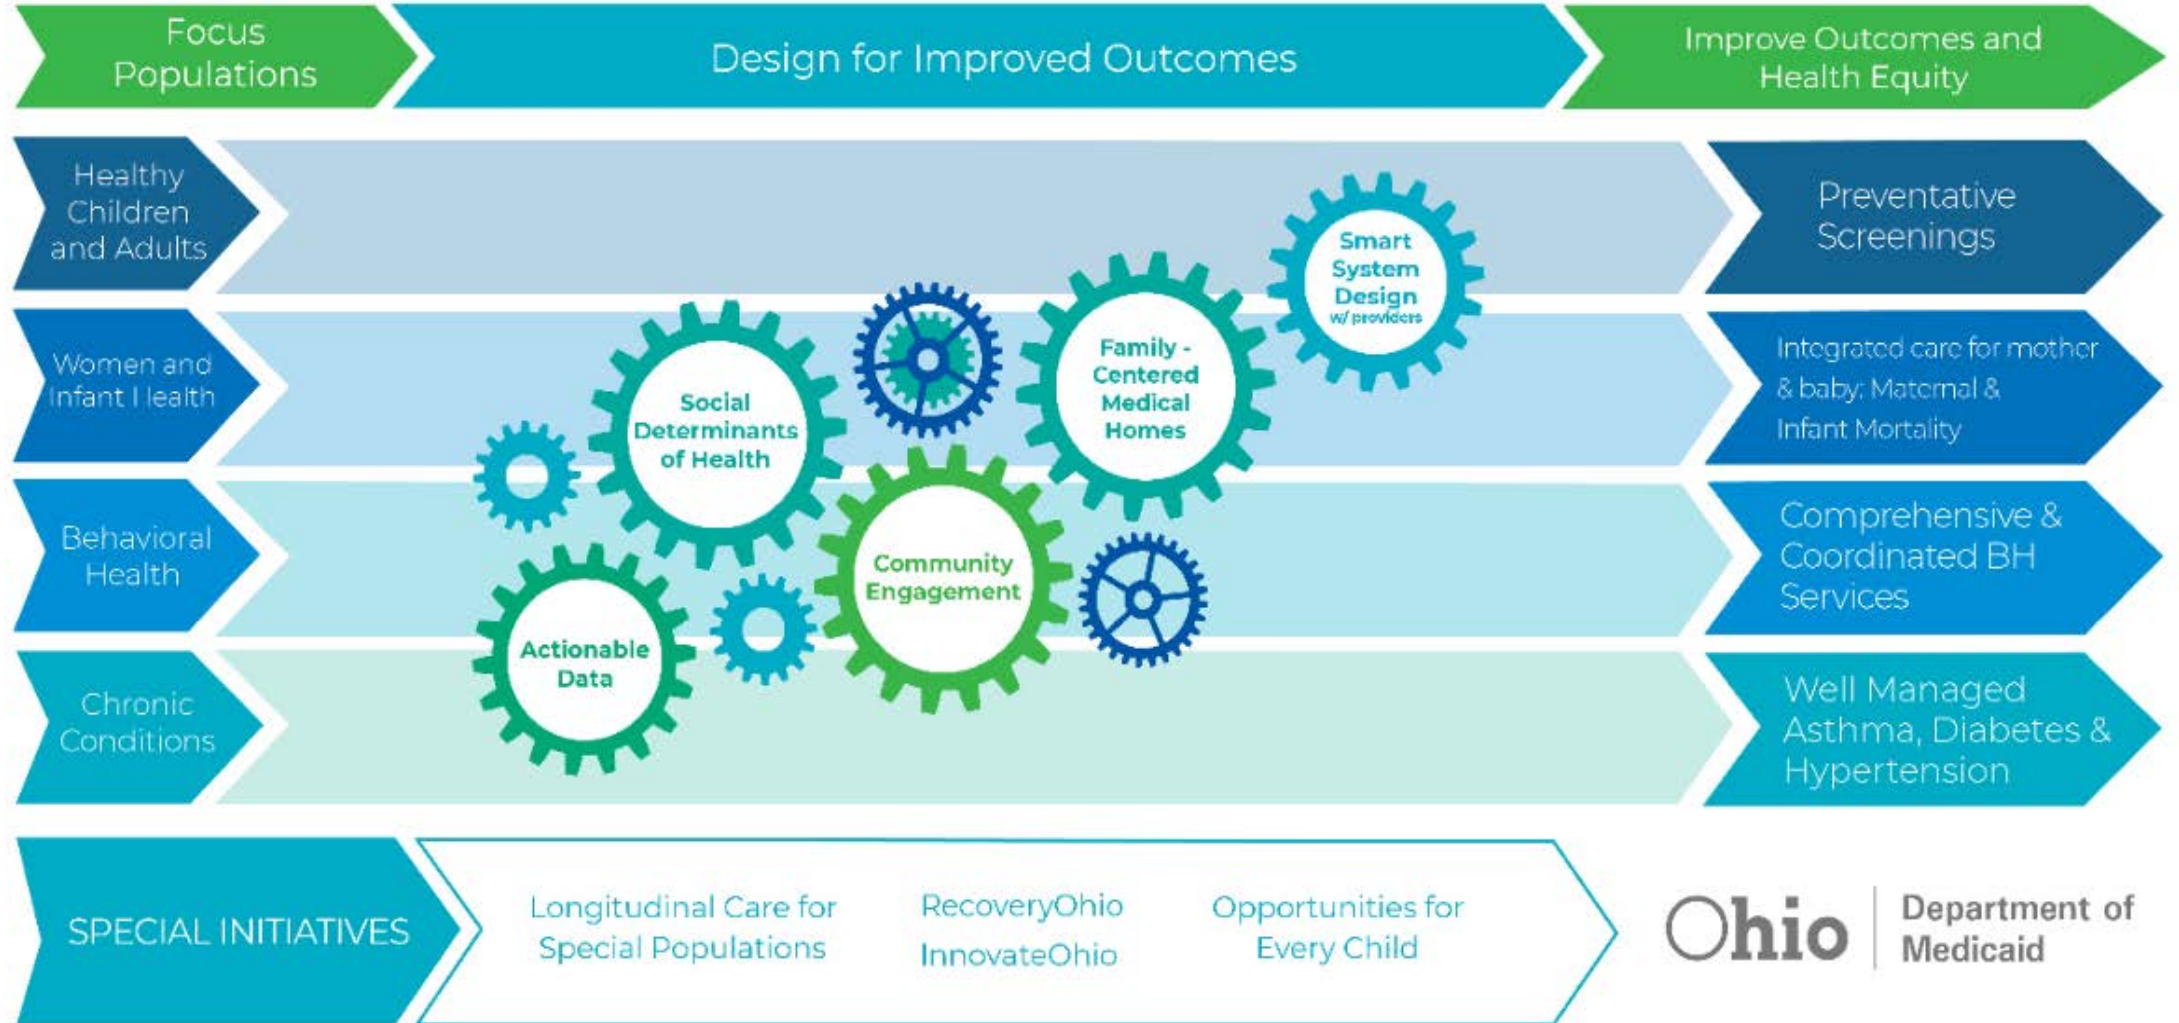 Focus
Populations
Design for Improved Outcomes
Improve Outcomes and
Health Equity
Healthy
Children
and Adults
Preventative
Screenings
Smart
System
Design
w/ providers
Women and
Infant Health
Social
Determinants
of Health
Family -
Centered
Medical
Homes
Integrated care for mother
& baby: Maternal &
Infant Mortality
Behavioral
Health
Community
Engagement
Comprehensive &
Coordinated BH
Services
Actionable
Data
Chronic
Conditions
Well Managed
Asthma, Diabetes &
Hypertension
SPECIAL INITIATIVES
Longitudinal Care for
Special Populations
RecoveryOhio
InnovateOhio
Opportunities for
Every Child
Ohio
Department of
Medicaid